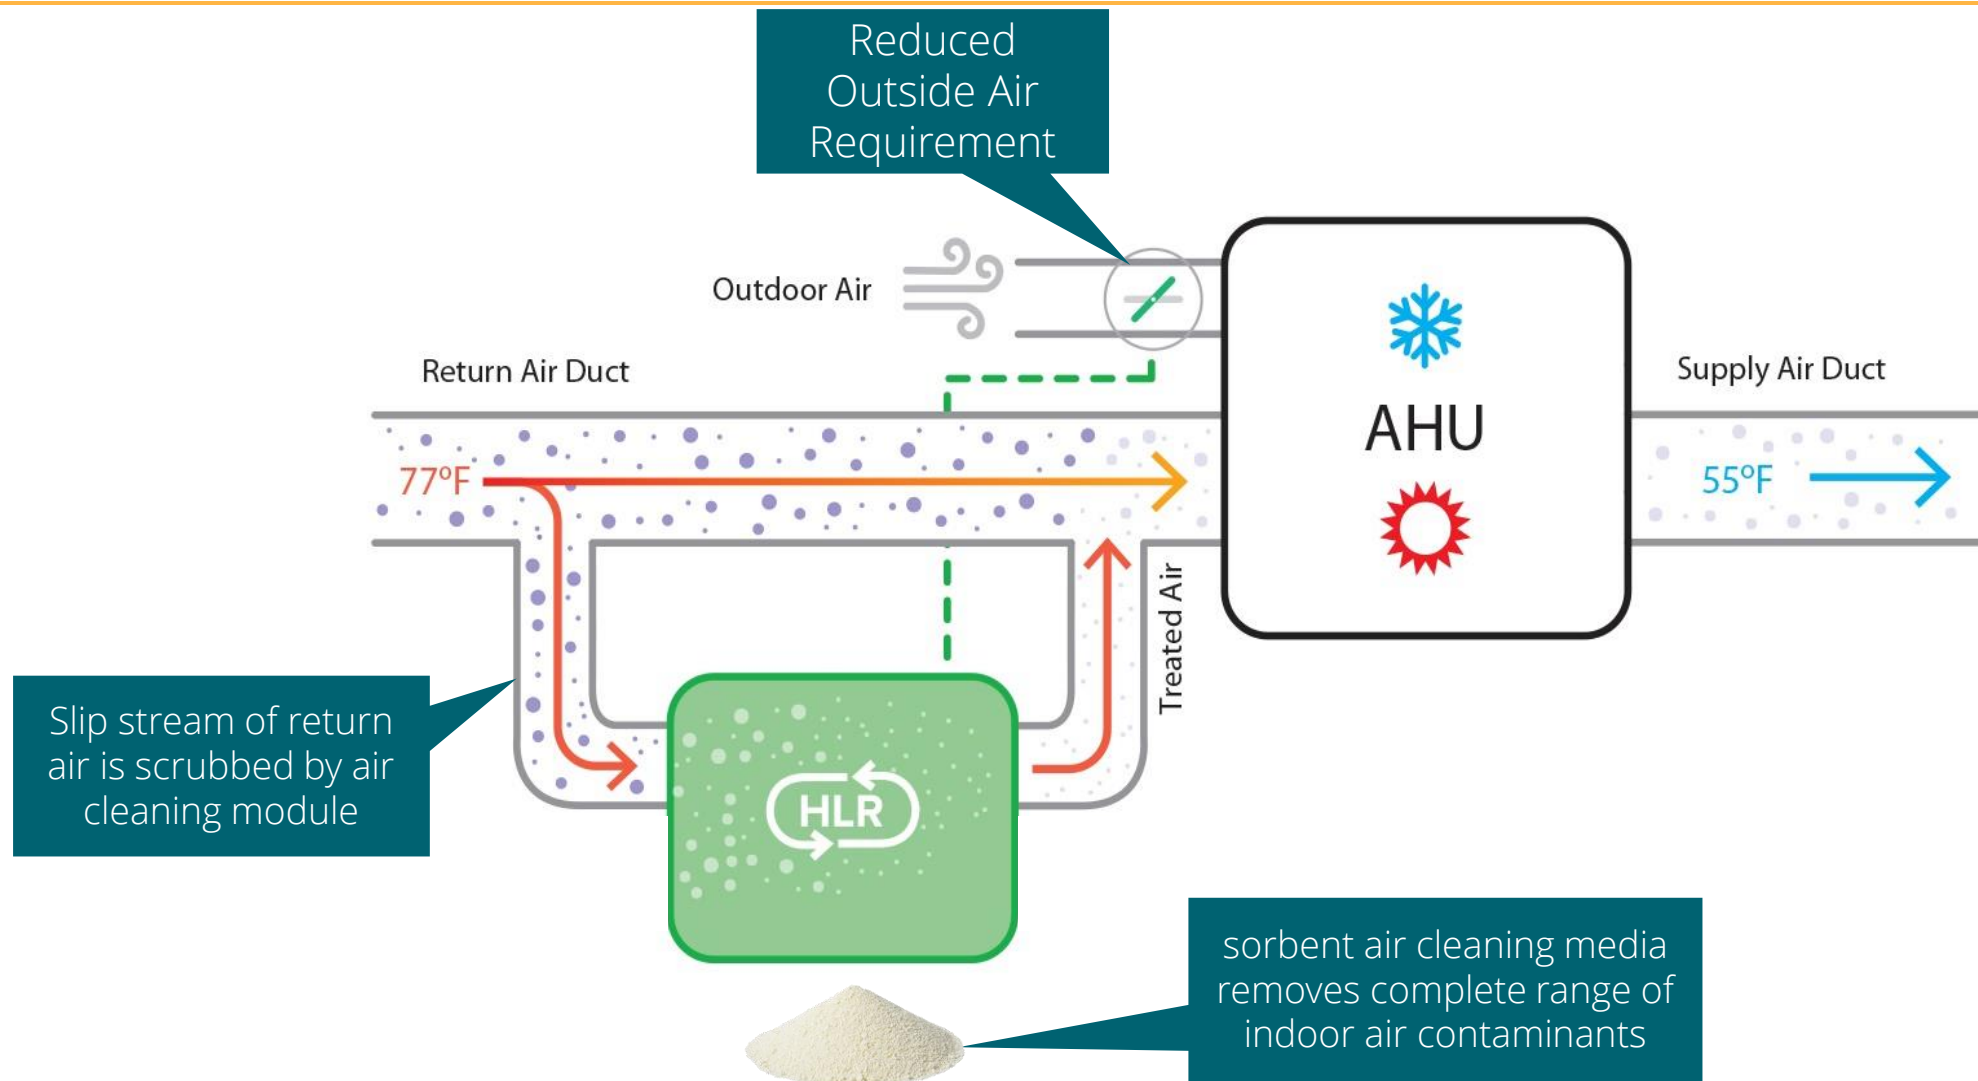 Reduced
Outside Air
Requirement
Outdoor Air
Return Air Duct
Supply Air Duct
AHU
77ºF
55ºF
Treated Air
Slip stream of return
air is scrubbed by air
cleaning module
HLR
sorbent air cleaning media
removes complete range of
indoor air contaminants